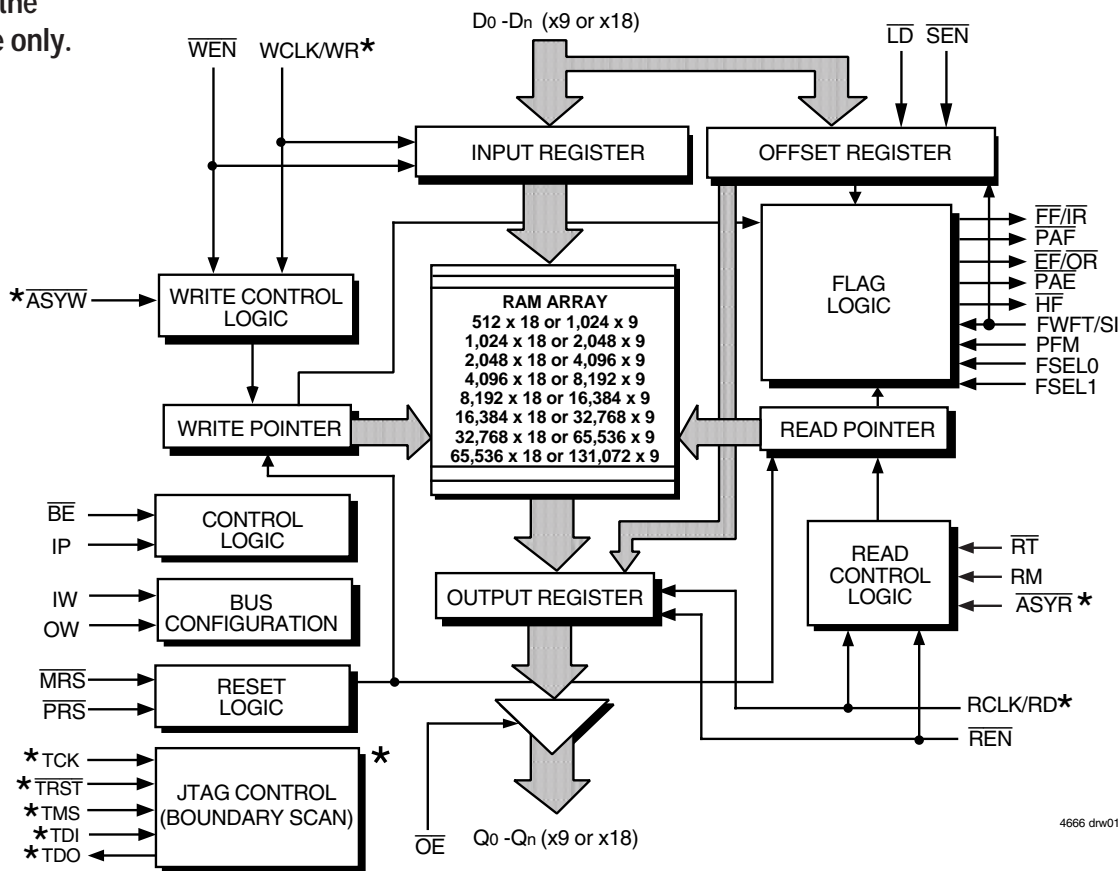 the
e only.
D0 -Dn (x9 or x18)
WEN
WCLK/WR*
LD
SEN
INPUT REGISTER
OFFSET REGISTER
*ASYW
WRITE CONTROL
LOGIC
RAM ARRAY
512 x 18 or 1,024 x 9
1,024 x 18 or 2,048 x 9
2,048 x 18 or 4,096 x 9
4,096 x 18 or 8,192 x 9
8,192 x 18 or 16,384 x 9
16,384 x 18 or 32,768 x 9
32,768 x 18 or 65,536 x 9
65,536 x 18 or 131,072 x 9
FLAG
LOGIC
FF/IR
PAF
EF/OR
PAE
HF
FWFT/SI
PFM
FSEL0
FSEL1
WRITE POINTER
READ POINTER
BE
IP
CONTROL
LOGIC
IW
OW
BUS
CONFIGURATION
OUTPUT REGISTER
READ
CONTROL
LOGIC
RT
RM
ASYR*
MRS
PRS
RESET
LOGIC
RCLK/RD*
REN
*TCK
*TRST
*TMS
*TDI
*TDO
JTAG CONTROL
(BOUNDARY SCAN)
*
OE
Q0 -Qn (x9 or x18)
4666 drw01